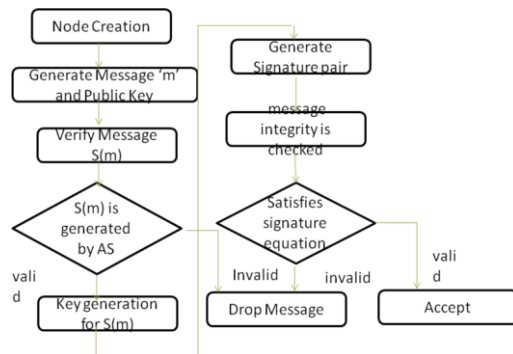 Node Creation
Generate Message ‘m’
and Public Key
Verify Message
S(m)
S(m) is
generated
by AS
vali
d
Key generation
for S(m)
Generate
Signature pair
message
integrity is
checked
Satisfies
signature
equation
Invalid
invalid
vali
d
Drop Message
Accept